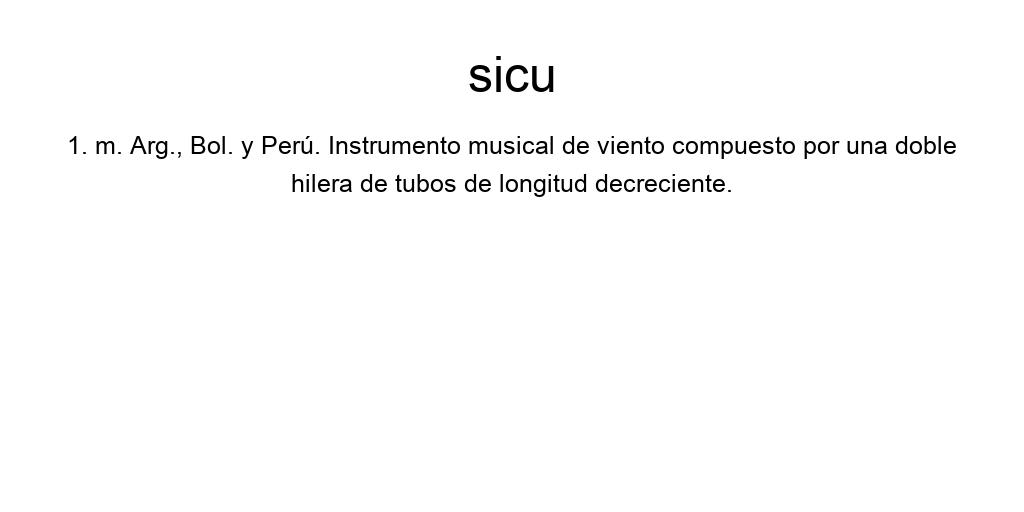 sicu
1. m. Arg., Bol. y Perú. Instrumento musical de viento compuesto por una doble
hilera de tubos de longitud decreciente.